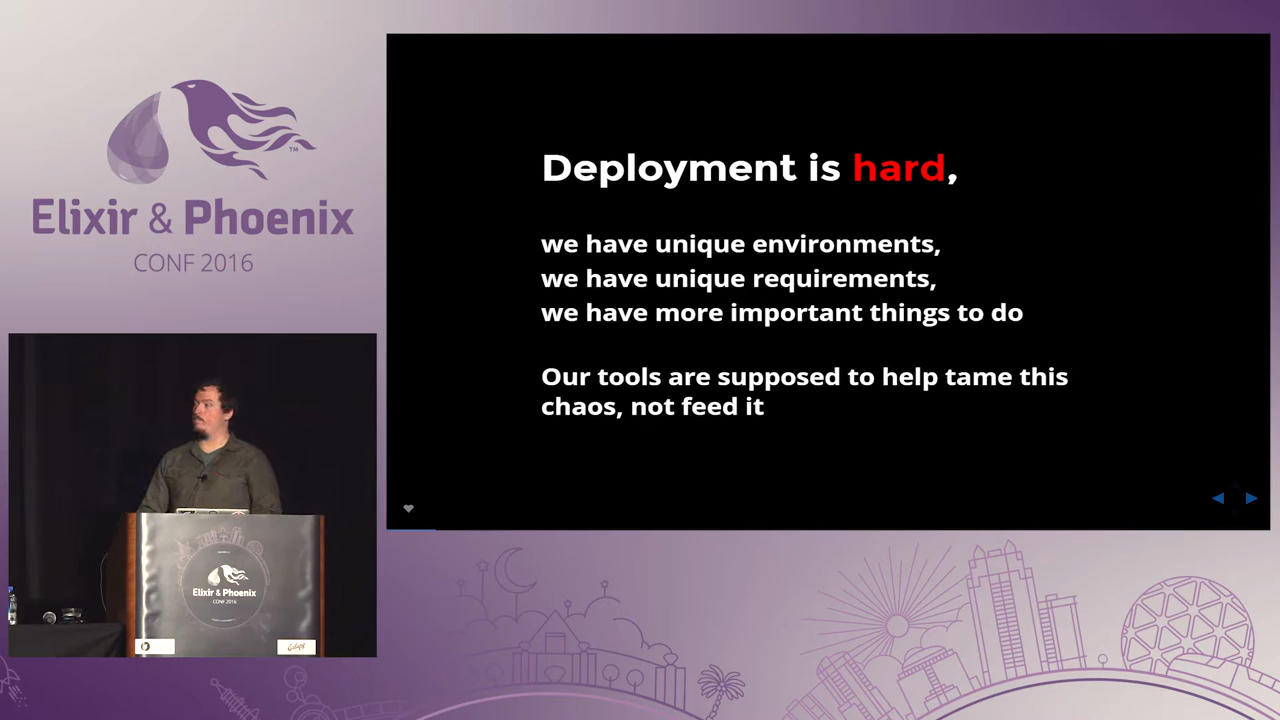 TM
Elixir & Phoenix
CONF 2016
Deployment is hard,
we have unique environments,
we have unique requirements,
we have more important things to do
Our tools are supposed to help tame this
chaos, not feed it
Elixir & Phoenix
CONF 2016